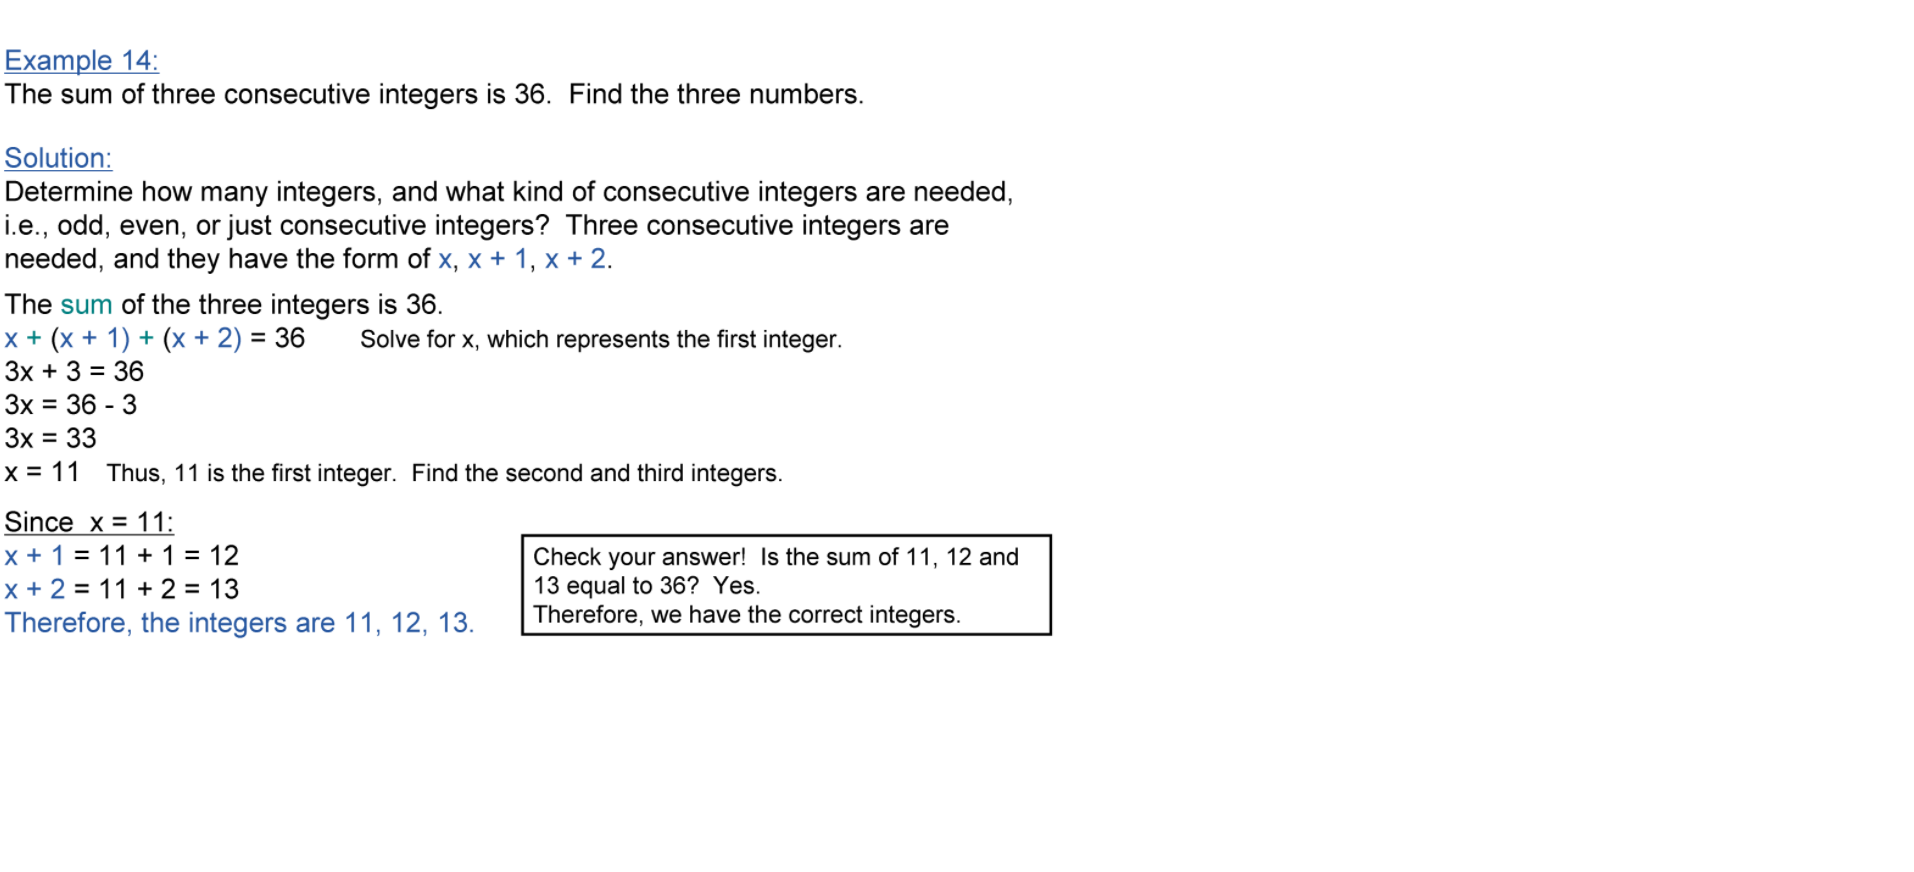 Example 14:
The sum of three consecutive integers is 36.  Find the three numbers.
Solution:
Determine how many integers, and what kind of consecutive integers are needed,
i.e., odd, even, or just consecutive integers?  Three consecutive integers are
needed, and they have the form of x, x + 1, x + 2.
The sum of the three integers is 36.
x + (x + 1) + (x + 2) = 36      Solve for x, which represents the first integer.
3x + 3 = 36
3x = 36 - 3
3x = 33
x = 11   Thus, 11 is the first integer.  Find the second and third integers.
Since  x = 11:
x + 1 = 11 + 1 = 12
x + 2 = 11 + 2 = 13
Therefore, the integers are 11, 12, 13.
Check your answer!  Is the sum of 11, 12 and
13 equal to 36?  Yes.
Therefore, we have the correct integers.